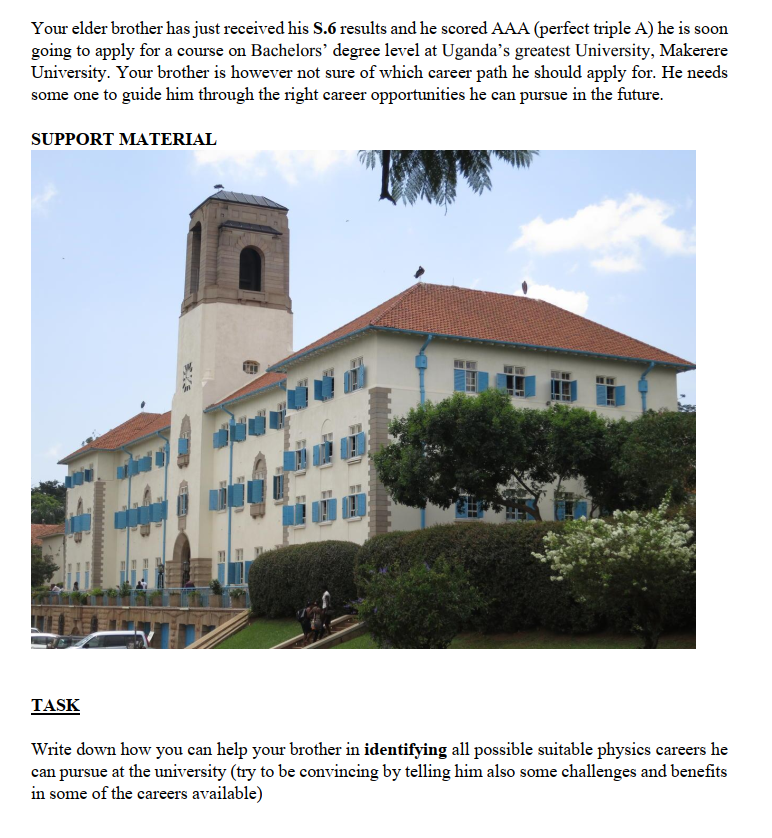 Your elder brother has just received his S.6 results and he scored AAA (perfect triple A) he is soon
going to apply for a course on Bachelors’ degree level at Uganda’s greatest University, Makerere
University. Your brother is however not sure of which career path he should apply for. He needs
some one to guide him through the right career opportunities he can pursue in the future.
SUPPORT MATERIAL
TASK
Write down how you can help your brother in identifying all possible suitable physics careers he
can pursue at the university (try to be convincing by telling him also some challenges and benefits
in some of the careers available)